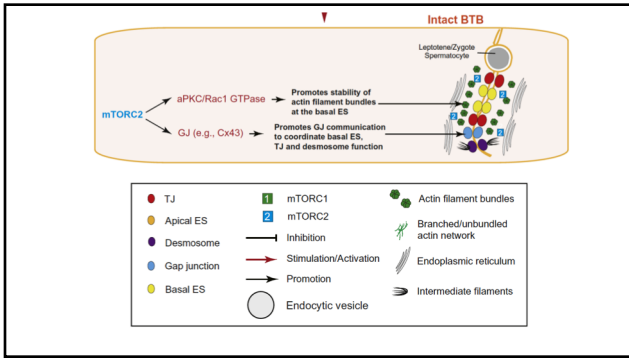 Intact BTB
Leptotene/Zygote
Spermatocyte
2
aPKC/Rac1 GTPase
Promotes stability of
actin filament bundles
at the basal ES
2
mTORC2
2
GJ (e.g., Cx43)
Promotes GJ communication
to coordinate basal ES,
TJ and desmosome function
TJ
Apical ES
Desmosome
Gap junction
Basal ES
1 mTORC1
2 mTORC2
Inhibition
Stimulation/Activation
Promotion
Endocytic vesicle
Actin filament bundles
Branched/unbundled
actin network
Endoplasmic reticulum
Intermediate filaments